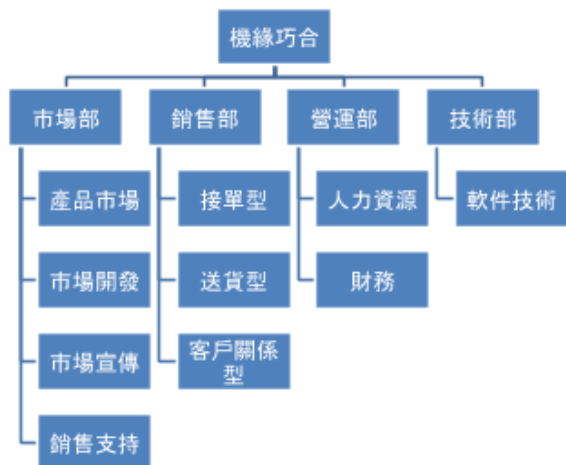 機緣巧合
市場部
銷售部
營運部
技術部
產品市場
接單型
人力資源
軟件技術
市場開發
送貨型
財務
市場宣傳
客戶關係
型
銷售支持